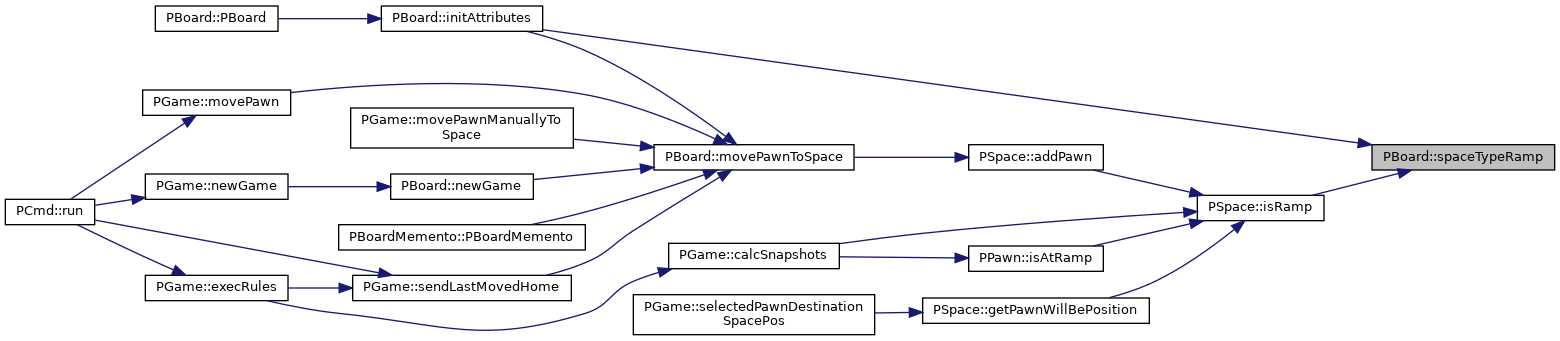 PBoard::PBoard
PBoard::initAttributes
PGame::movePawn
PGame::movePawnManuallyTo
Space
PBoard::movePawnToSpace
PSpace::addPawn
PBoard::spaceTypeRamp
PGame::newGame
PBoard::newGame
PCmd::run
PSpace::isRamp
PBoardMemento::PBoardMemento
PGame::calcSnapshots
PPawn::isAtRamp
PGame::execRules
PGame::sendLastMovedHome
PGame::selectedPawnDestination
SpacePos
PSpace::getPawnWillBePosition